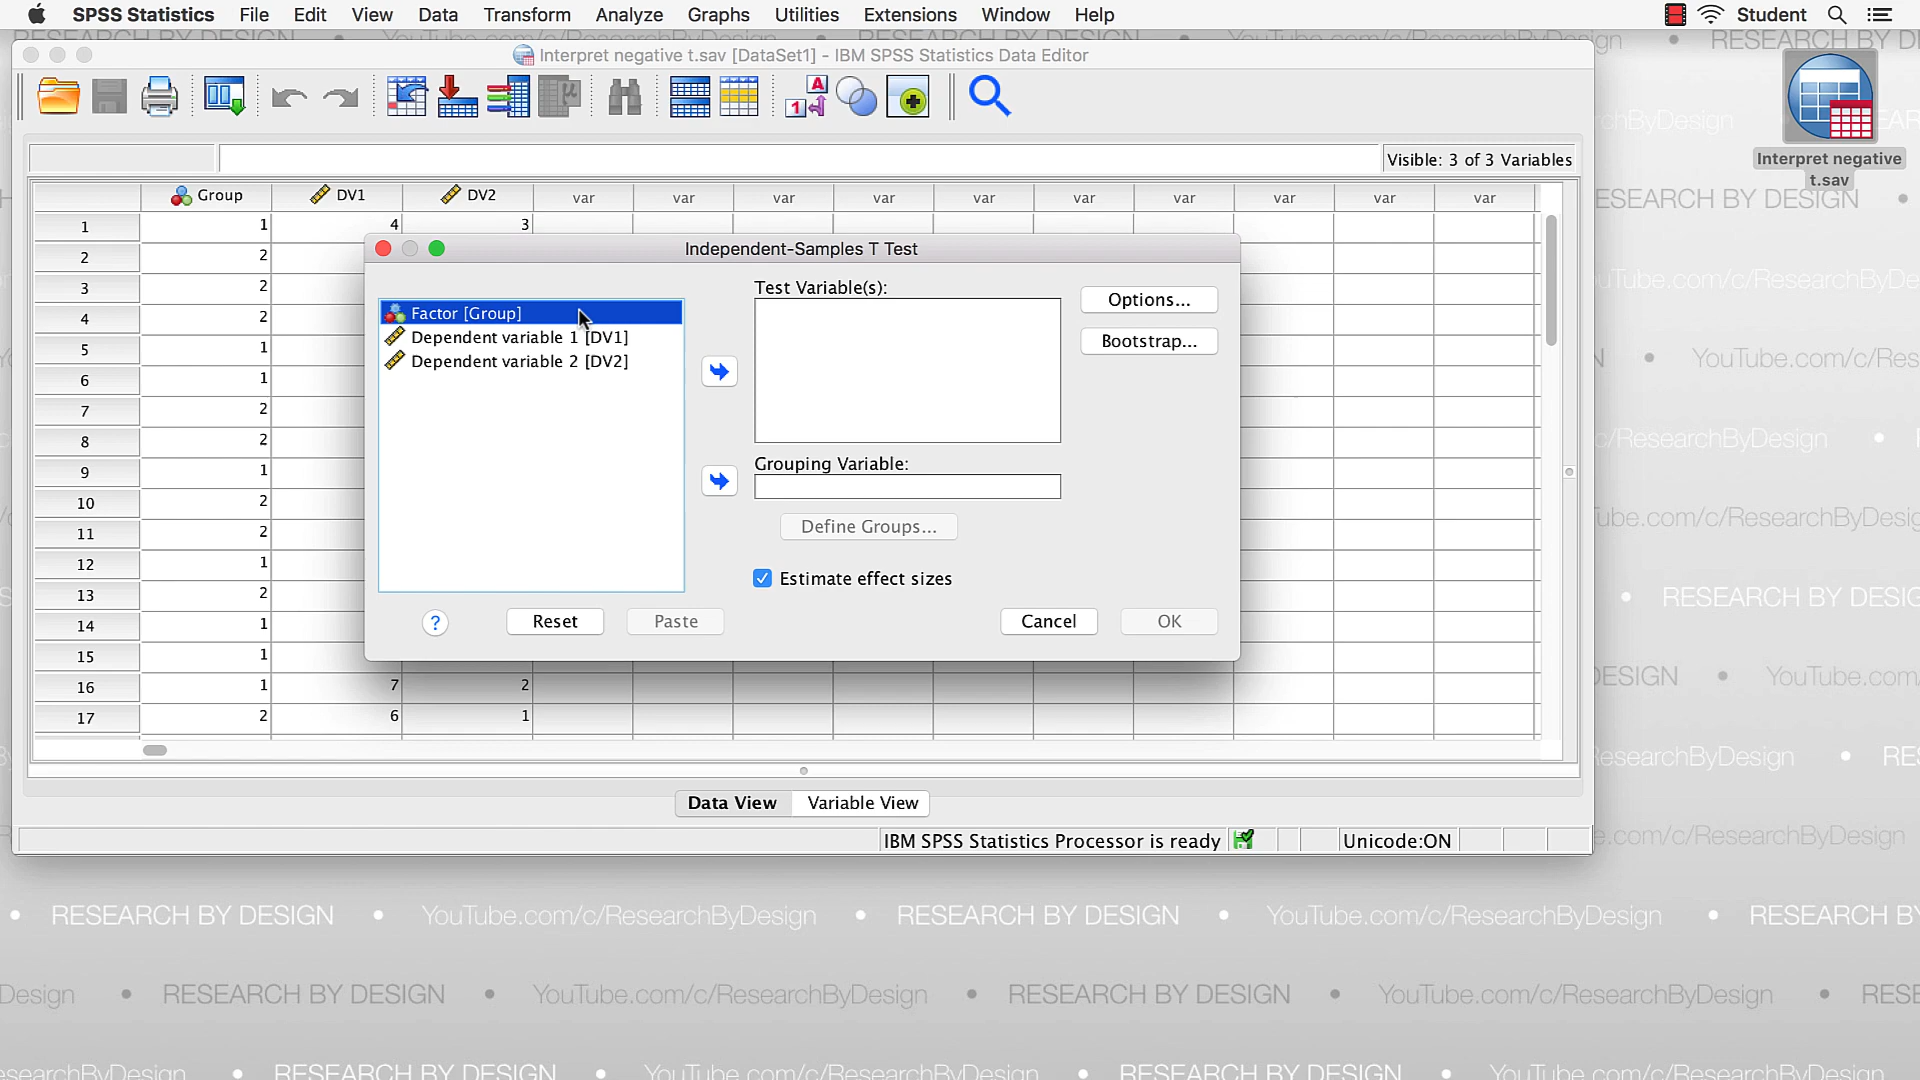 SPSS Statistics File Edit View Data Transform Analyze Graphs Utilities Extensions Window Help Student
Interpret negative t.sav [DataSet1] - IBM SPSS Statistics Data Editor
Interpret negative
t.sav
Visible: 3 of 3 Variables
Group DV1 DV2 var var var var var var var var var var
1 1 4 3
2 2
3 2
4 2
5 1
6 1
7 2
8 2
9 1
10 2
11 2
12 1
13 2
14 1
15 1
16 1 7 2
17 2 6 1
Independent-Samples T Test
Factor [Group]
Dependent variable 1 [DV1]
Dependent variable 2 [DV2]
Test Variable(s):
Options...
Bootstrap...
Grouping Variable:
Define Groups...
Estimate effect sizes
? Reset Paste Cancel OK
Data View Variable View
IBM SPSS Statistics Processor is ready Unicode:ON
RESEARCH BY DESIGN • YouTube.com/c/ResearchByDesign • RESEARCH BY DESIGN • YouTube.com/c/ResearchByDesign • RESEARCH B
Design • RESEARCH BY DESIGN • YouTube.com/c/ResearchByDesign • RESEARCH BY DESIGN • YouTube.com/c/ResearchByDesign • RESE